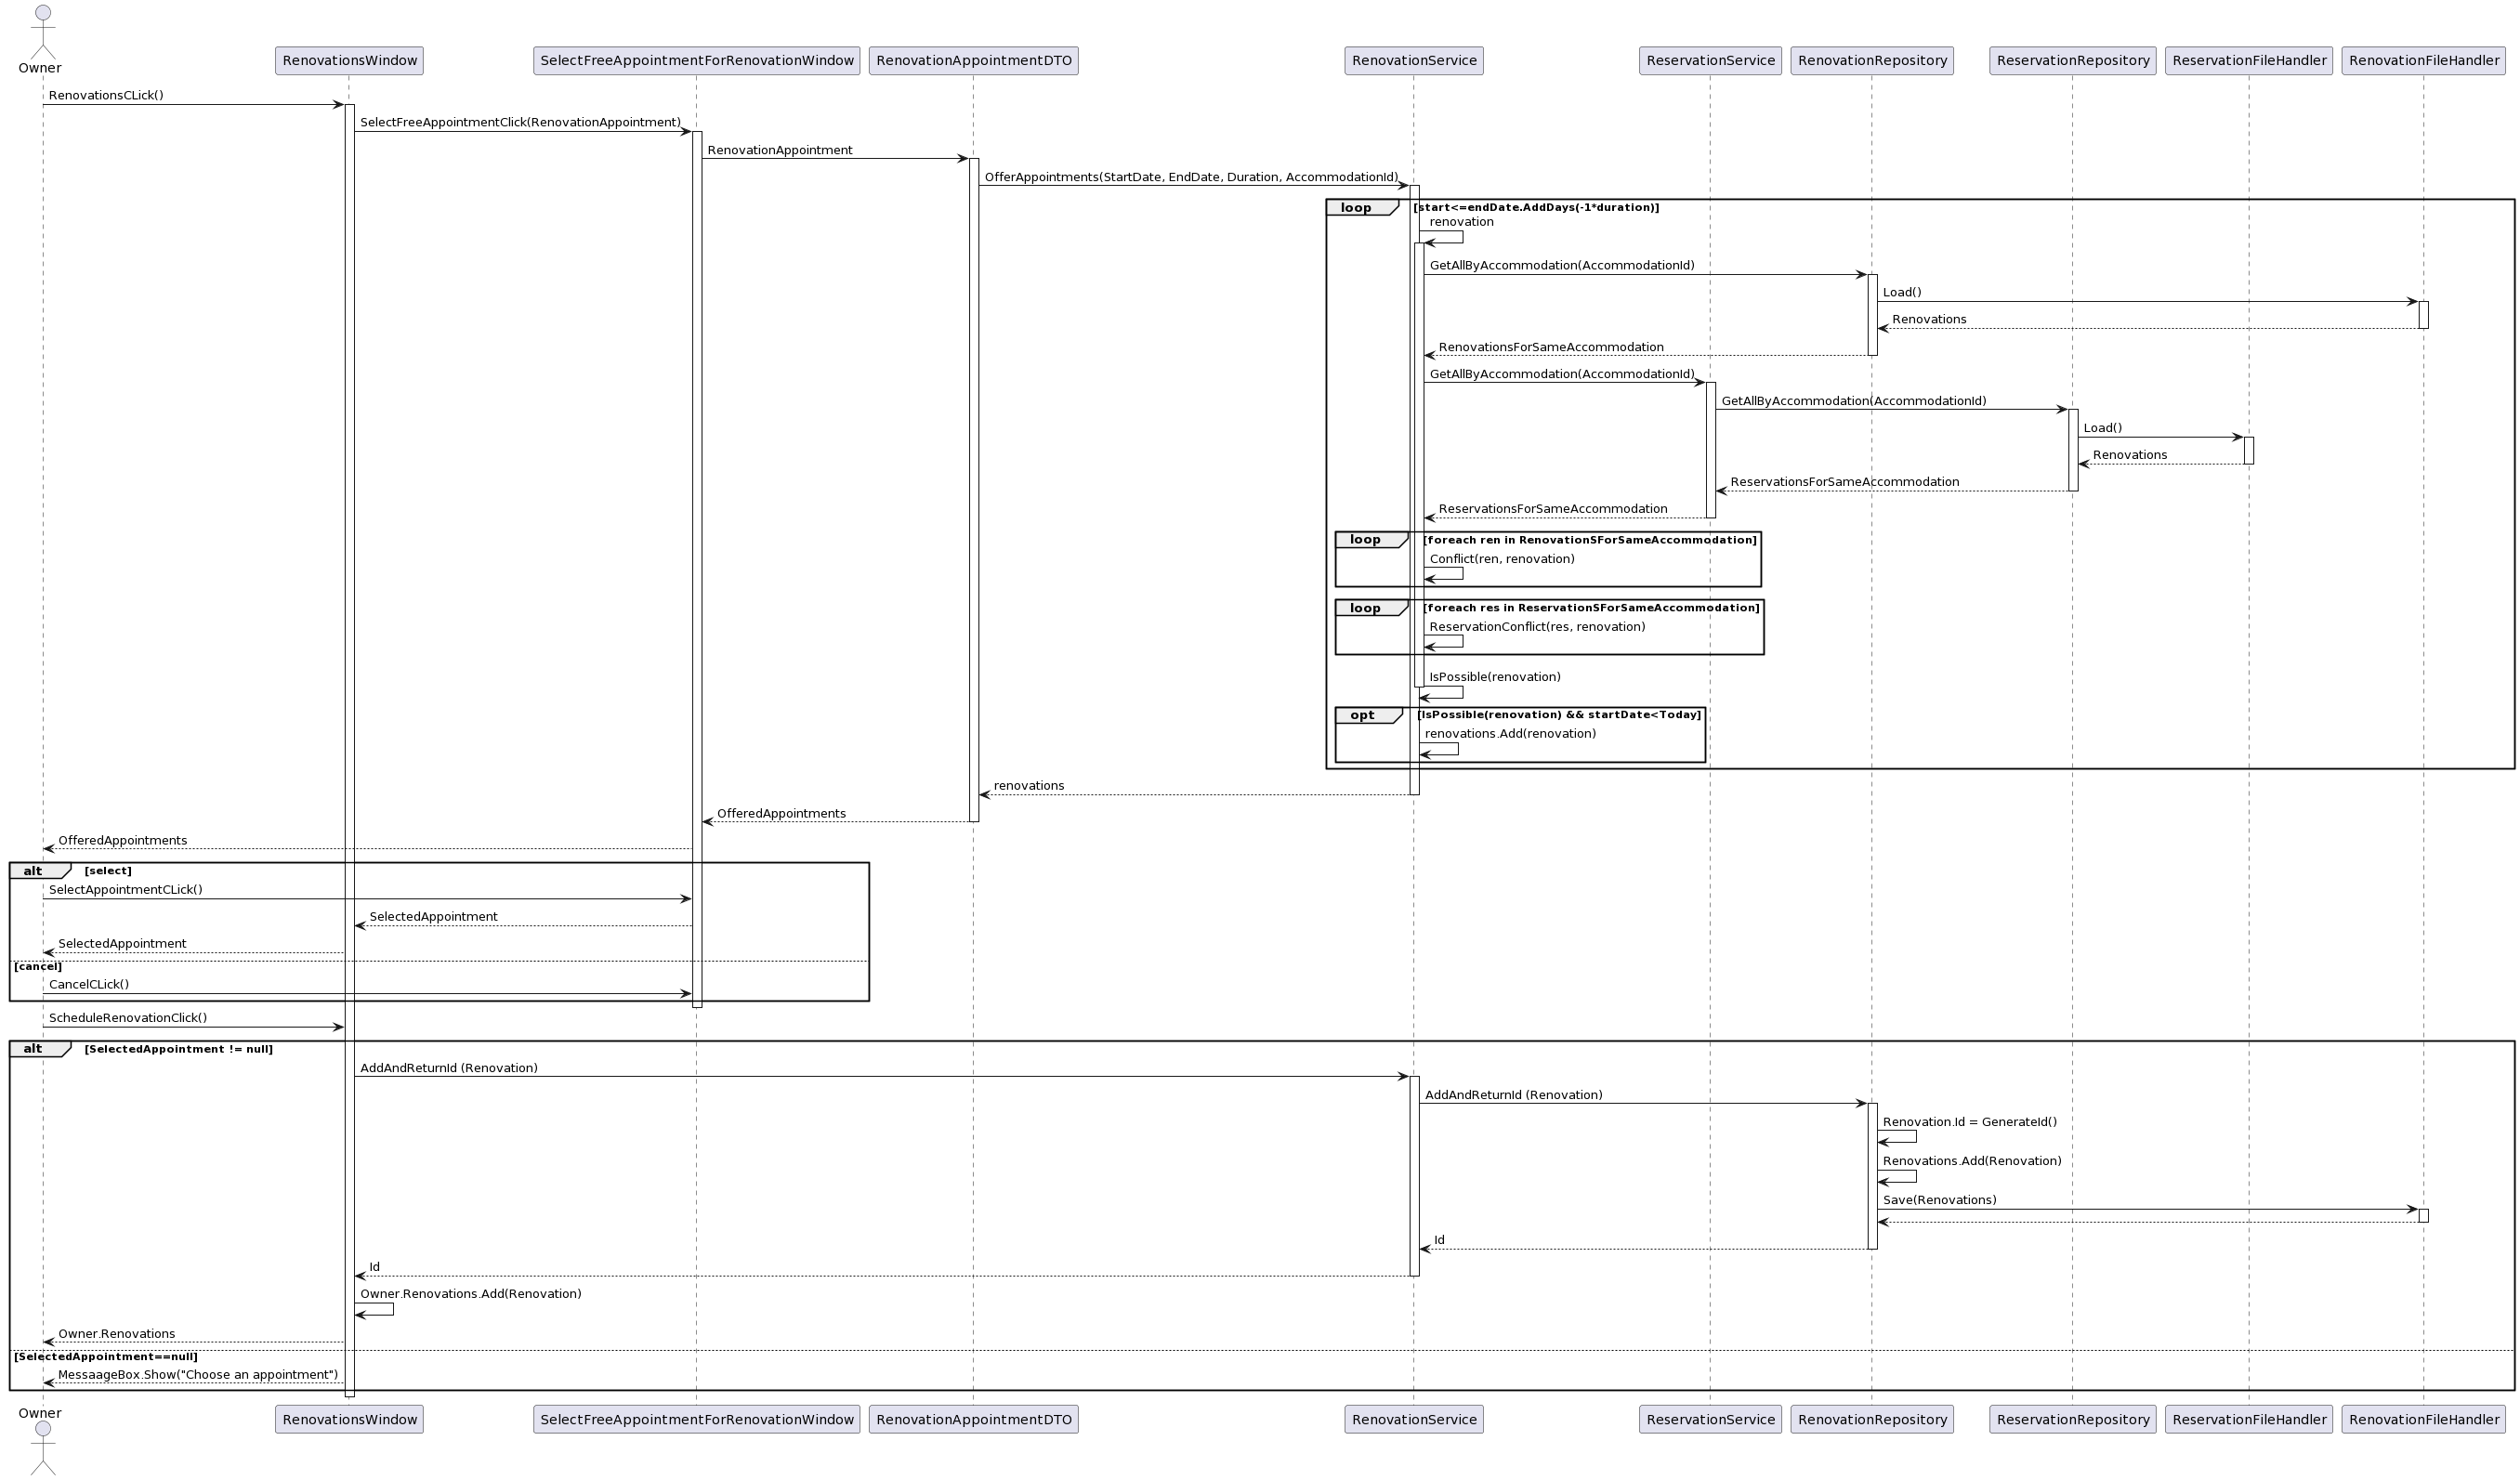 Owner
RenovationsWindow
SelectFreeAppointmentForRenovationWindow
RenovationAppointmentDTO
RenovationService
ReservationService
RenovationRepository
ReservationRepository
ReservationFileHandler
RenovationFileHandler
RenovationsCLick()
SelectFreeAppointmentClick(RenovationAppointment)
RenovationAppointment
OfferAppointments(StartDate, EndDate, Duration, AccommodationId)
loop [start<=endDate.AddDays(-1*duration)]
renovation
GetAllByAccommodation(AccommodationId)
Load()
Renovations
RenovationsForSameAccommodation
GetAllByAccommodation(AccommodationId)
GetAllByAccommodation(AccommodationId)
Load()
Renovations
ReservationsForSameAccommodation
ReservationsForSameAccommodation
loop [foreach ren in RenovationSForSameAccommodation]
Conflict(ren, renovation)
loop [foreach res in ReservationSForSameAccommodation]
ReservationConflict(res, renovation)
IsPossible(renovation)
opt [IsPossible(renovation) && startDate<Today]
renovations.Add(renovation)
renovations
OfferedAppointments
OfferedAppointments
alt [select]
SelectAppointmentCLick()
SelectedAppointment
SelectedAppointment
[cancel]
CancelCLick()
ScheduleRenovationClick()
alt [SelectedAppointment != null]
AddAndReturnId (Renovation)
AddAndReturnId (Renovation)
Renovation.Id = GenerateId()
Renovations.Add(Renovation)
Save(Renovations)
Id
Id
Owner.Renovations.Add(Renovation)
Owner.Renovations
[SelectedAppointment==null]
MessaageBox.Show("Choose an appointment")
Owner
RenovationsWindow
SelectFreeAppointmentForRenovationWindow
RenovationAppointmentDTO
RenovationService
ReservationService
RenovationRepository
ReservationRepository
ReservationFileHandler
RenovationFileHandler